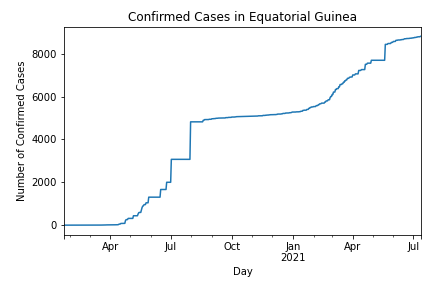 Confirmed Cases in Equatorial Guinea
Number of Confirmed Cases
8000
6000
4000
2000
0
Apr
Jul
Oct
Jan
2021
Apr
Jul
Day